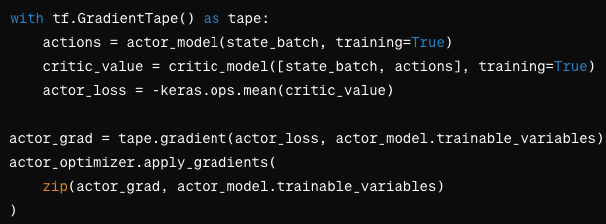 with tf.GradientTape() as tape:
    actions = actor_model(state_batch, training=True)
    critic_value = critic_model([state_batch, actions], training=True)
    actor_loss = -keras.ops.mean(critic_value)

actor_grad = tape.gradient(actor_loss, actor_model.trainable_variables)
actor_optimizer.apply_gradients(
    zip(actor_grad, actor_model.trainable_variables)
)